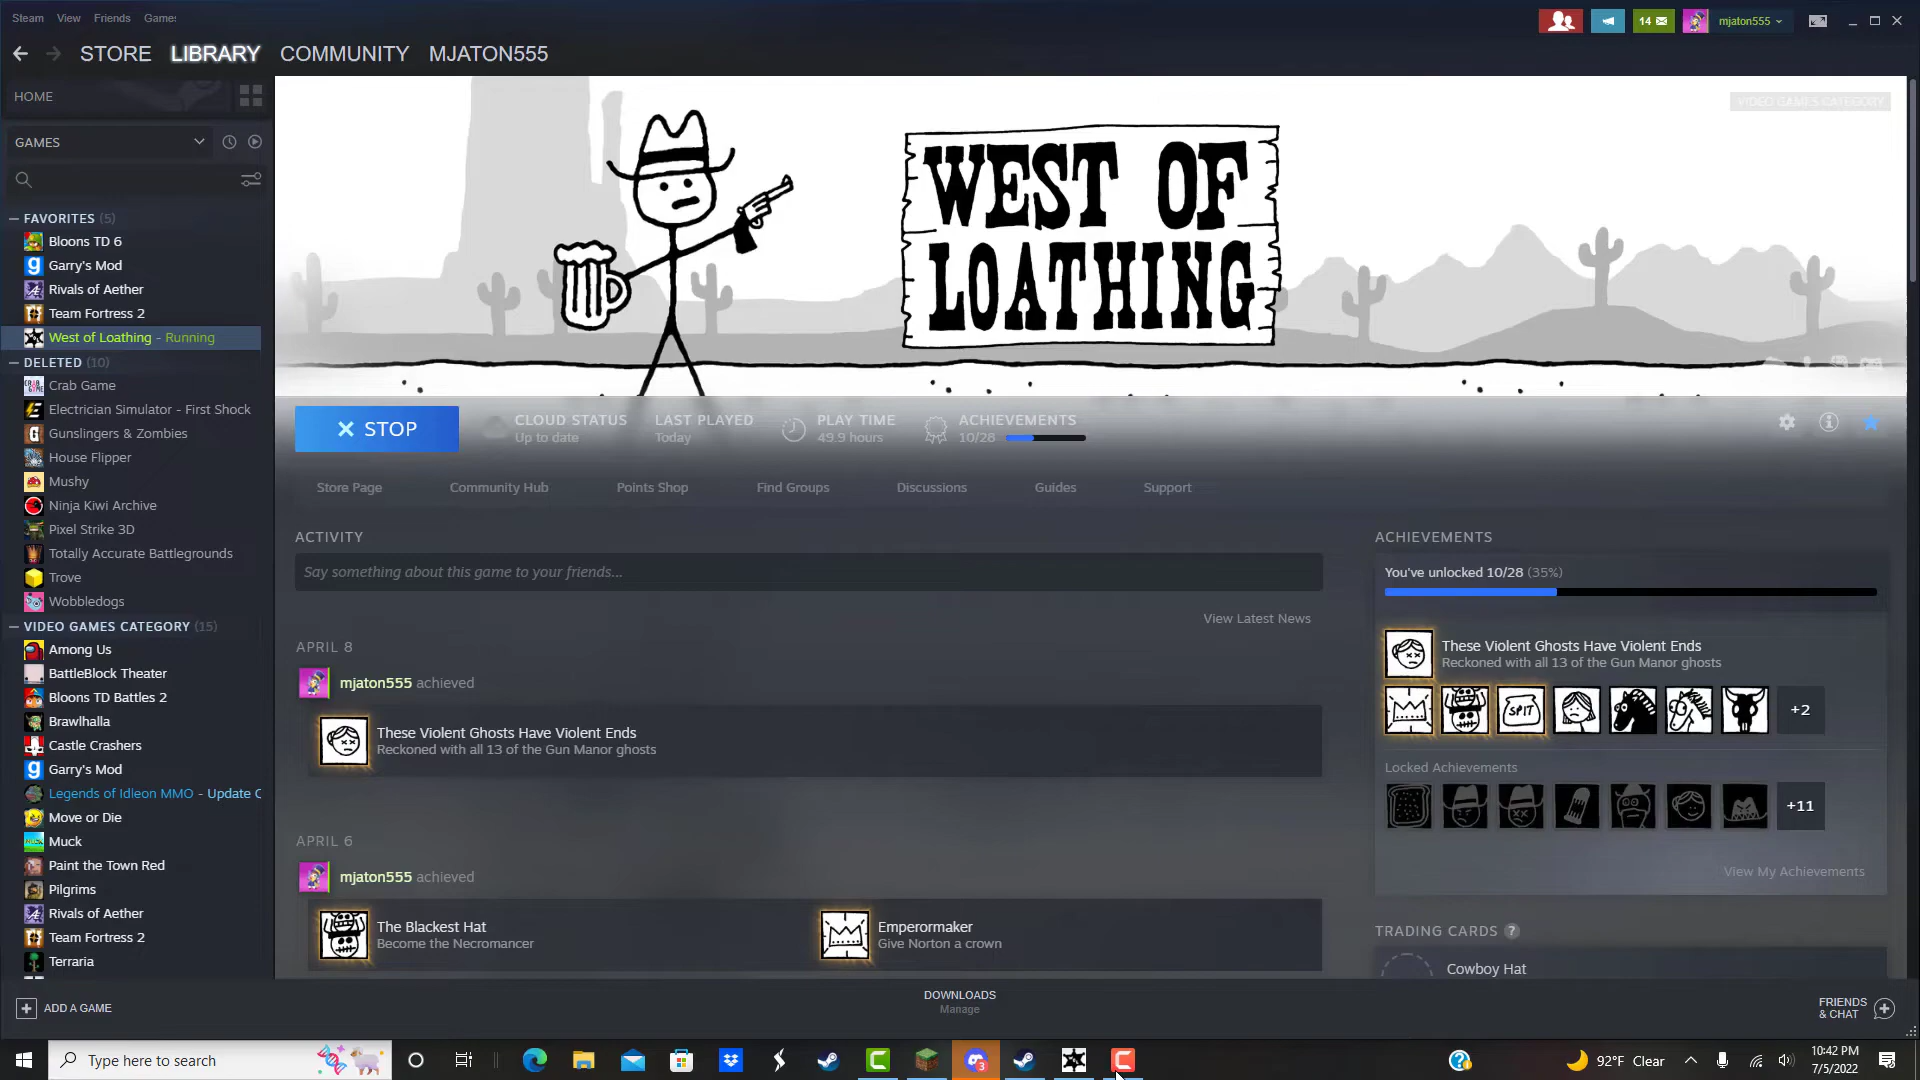 Steam View Friends Games
14 mjaton555
STORE LIBRARY COMMUNITY MJATON555
HOME
GAMES
FAVORITES (5)
Bloons TD 6
Garry's Mod
Rivals of Aether
Team Fortress 2
West of Loathing - Running
DELETED (10)
Crab Game
Electrician Simulator - First Shock
Gunslingers & Zombies
House Flipper
Mushy
Ninja Kiwi Archive
Pixel Strike 3D
Totally Accurate Battlegrounds
Trove
Wobbledogs
VIDEO GAMES CATEGORY (15)
Among Us
BattleBlock Theater
Bloons TD Battles 2
Brawlhalla
Castle Crashers
Garry's Mod
Legends of Idleon MMO - Update
Move or Die
Muck
Paint the Town Red
Pilgrims
Rivals of Aether
Team Fortress 2
Terraria
VIDEO GAMES CATEGORY
WEST OF
LOATHING
STOP
CLOUD STATUS
Up to date
LAST PLAYED
Today
PLAY TIME
49.9 hours
ACHIEVEMENTS
10/28
Store Page Community Hub Points Shop Find Groups Discussions Guides Support
ACTIVITY
Say something about this game to your friends...
View Latest News
APRIL 8
mjaton555 achieved
These Violent Ghosts Have Violent Ends
Reckoned with all 13 of the Gun Manor ghosts
APRIL 6
mjaton555 achieved
The Blackest Hat
Become the Necromancer
Emperormaker
Give Norton a crown
ACHIEVEMENTS
You've unlocked 10/28 (35%)
These Violent Ghosts Have Violent Ends
Reckoned with all 13 of the Gun Manor ghosts
SPIT
+2
Locked Achievements
+11
View My Achievements
TRADING CARDS ?
Cowboy Hat
ADD A GAME
DOWNLOADS
Manage
FRIENDS
& CHAT
Type here to search
3
92°F Clear
10:42 PM
7/5/2022